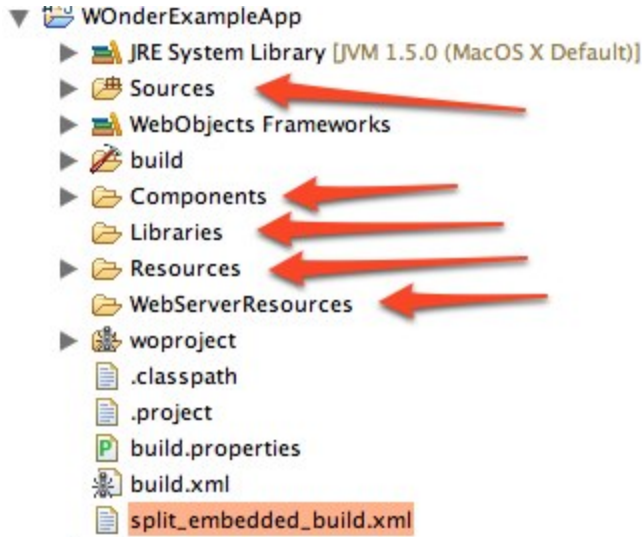 WOnderExampleApp
JRE System Library [JVM 1.5.0 (MacOS X Default)]
Sources
WebObjects Frameworks
build
Components
Libraries
Resources
WebServerResources
woproject
.classpath
.project
build.properties
build.xml
split_embedded_build.xml